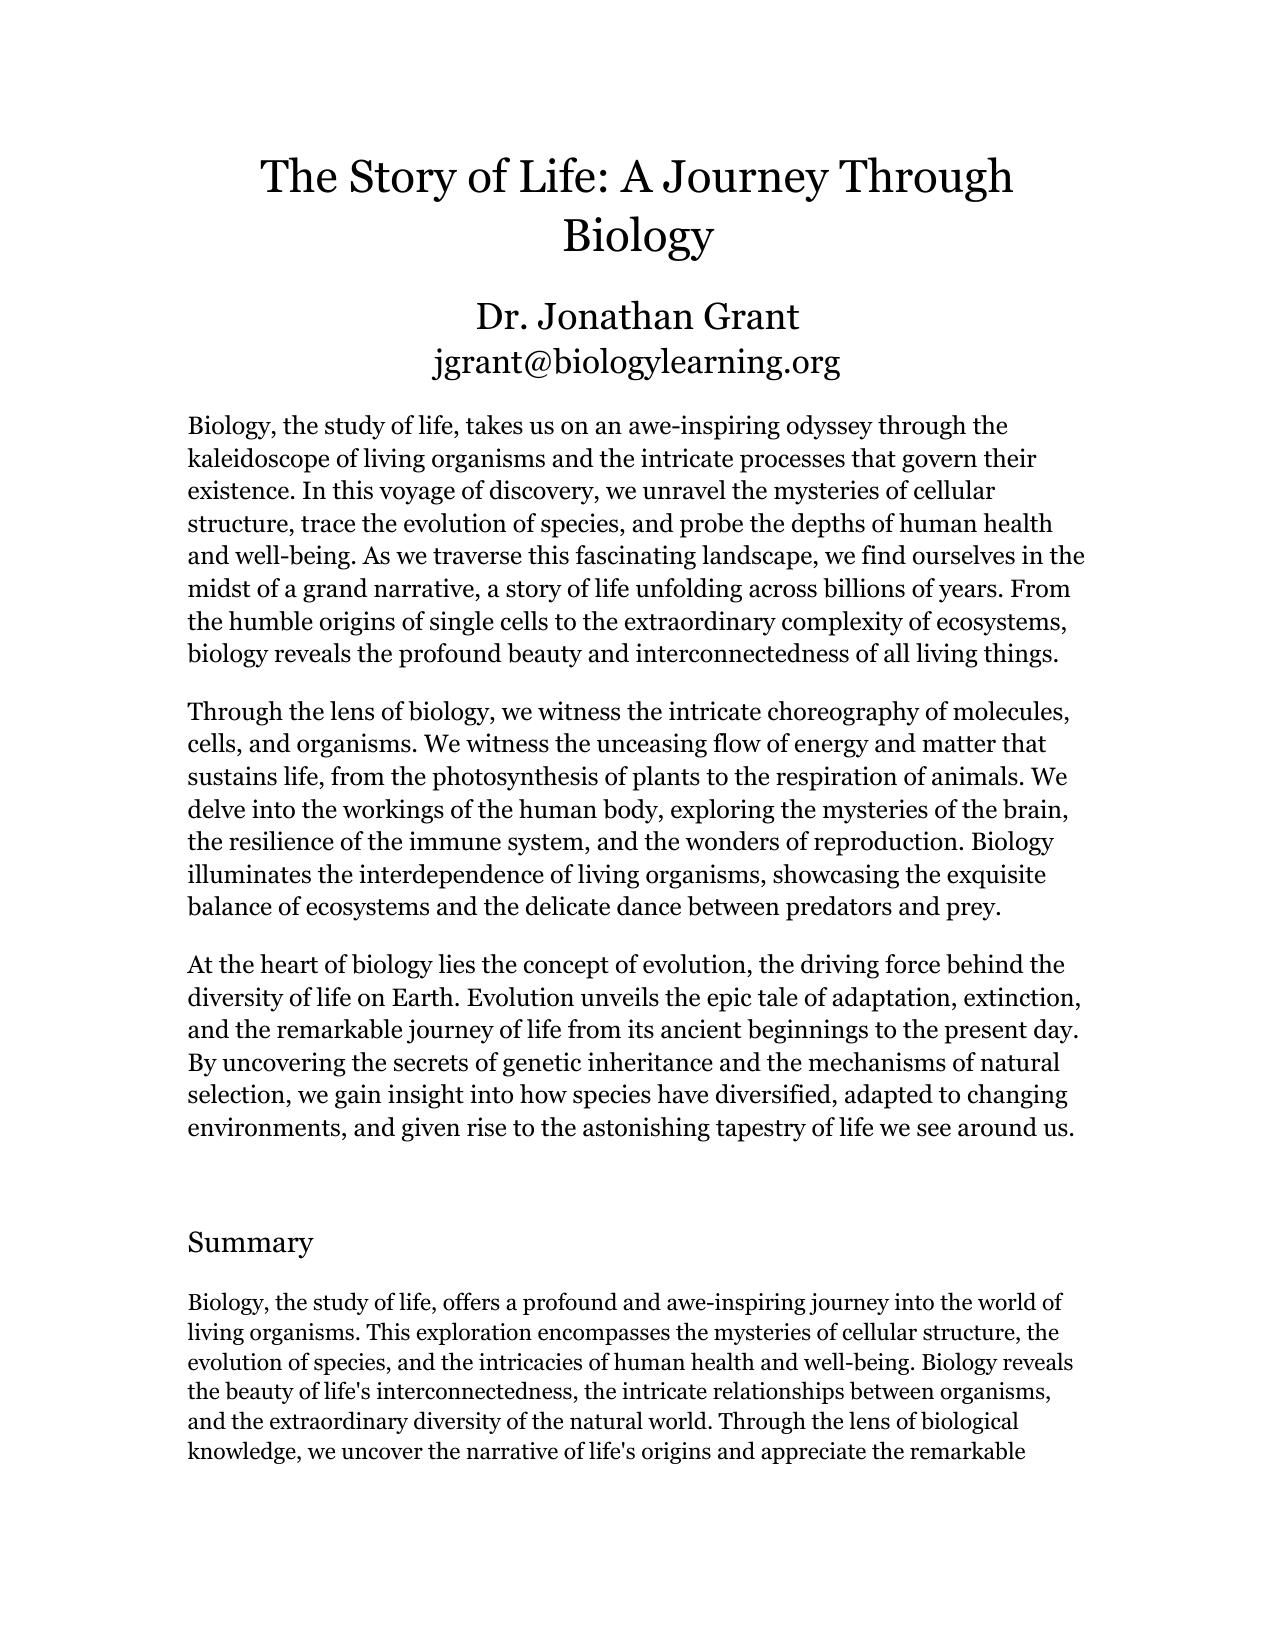 The Story of Life: A Journey Through
Biology
Dr. Jonathan Grant
jgrant@biologylearning.org
Biology, the study of life, takes us on an awe-inspiring odyssey through the
kaleidoscope of living organisms and the intricate processes that govern their
existence. In this voyage of discovery, we unravel the mysteries of cellular
structure, trace the evolution of species, and probe the depths of human health
and well-being. As we traverse this fascinating landscape, we find ourselves in the
midst of a grand narrative, a story of life unfolding across billions of years. From
the humble origins of single cells to the extraordinary complexity of ecosystems,
biology reveals the profound beauty and interconnectedness of all living things.
Through the lens of biology, we witness the intricate choreography of molecules,
cells, and organisms. We witness the unceasing flow of energy and matter that
sustains life, from the photosynthesis of plants to the respiration of animals. We
delve into the workings of the human body, exploring the mysteries of the brain,
the resilience of the immune system, and the wonders of reproduction. Biology
illuminates the interdependence of living organisms, showcasing the exquisite
balance of ecosystems and the delicate dance between predators and prey.
At the heart of biology lies the concept of evolution, the driving force behind the
diversity of life on Earth. Evolution unveils the epic tale of adaptation, extinction,
and the remarkable journey of life from its ancient beginnings to the present day.
By uncovering the secrets of genetic inheritance and the mechanisms of natural
selection, we gain insight into how species have diversified, adapted to changing
environments, and given rise to the astonishing tapestry of life we see around us.
Summary
Biology, the study of life, offers a profound and awe-inspiring journey into the world of
living organisms. This exploration encompasses the mysteries of cellular structure, the
evolution of species, and the intricacies of human health and well-being. Biology reveals
the beauty of life's interconnectedness, the intricate relationships between organisms,
and the extraordinary diversity of the natural world. Through the lens of biological
knowledge, we uncover the narrative of life's origins and appreciate the remarkable